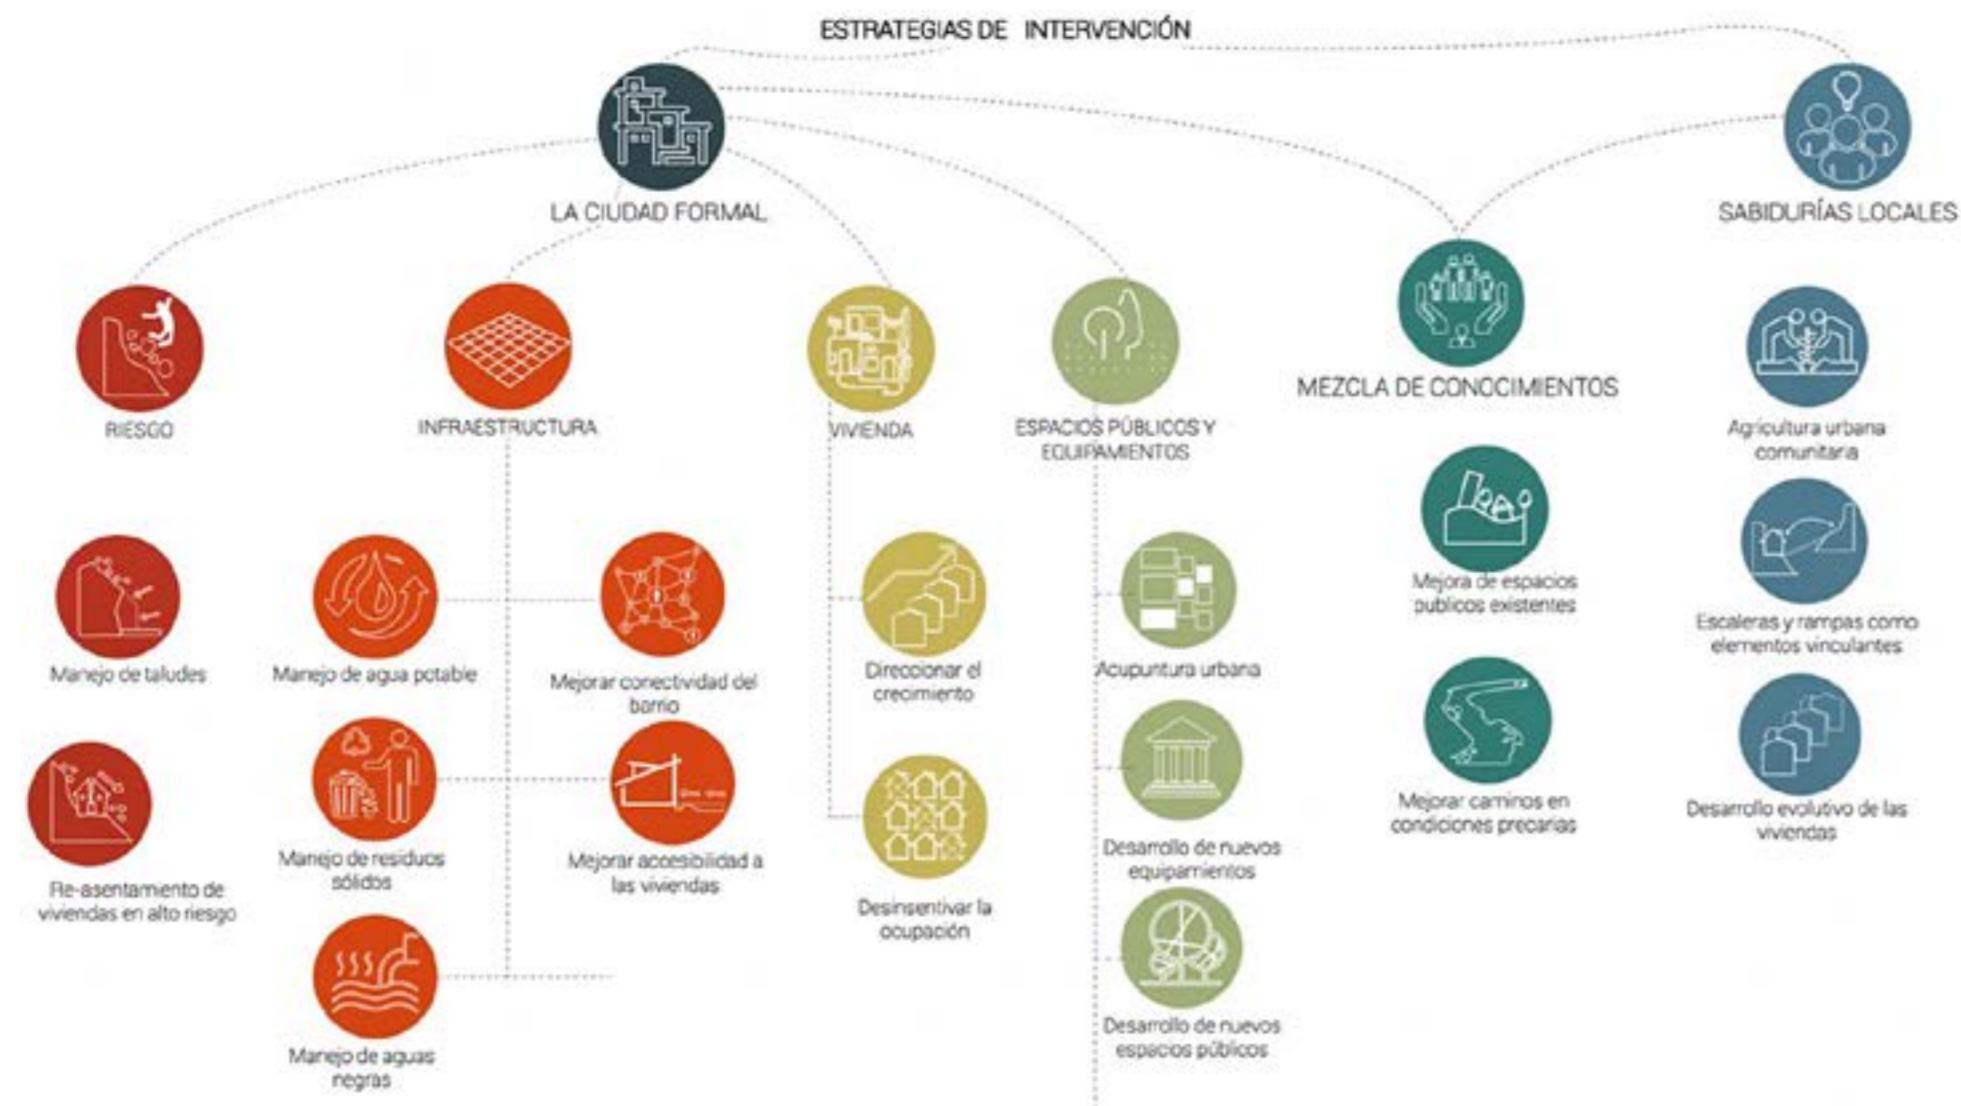 ESTRATEGIAS DE INTERVENCIÓN
LA CIUDAD FORMAL
SABIDURÍAS LOCALES
MEZCLA DE CONOCIMIENTOS
RIESGO
INFRAESTRUCTURA
VIVIENDA
ESPACIOS PÚBLICOS Y
EQUIPAMIENTOS
Manejo de taludes
Re-asentamiento de
viviendas en alto riesgo
Manejo de agua potable
Manejo de residuos
sólidos
Manejo de aguas
negras
Mejorar conectividad del
barrio
Mejorar accesibilidad a
las viviendas
Direccionar el
crecimiento
Desinsentivar la
ocupación
Acupuntura urbana
Desarrollo de nuevos
equipamientos
Desarrollo de nuevos
espacios públicos
Mejora de espacios
publicos existentes
Mejorar caminos en
condiciones precarias
Agricultura urbana
comunitaria
Escaleras y rampas como
elementos vinculantes
Desarrollo evolutivo de las
viviendas